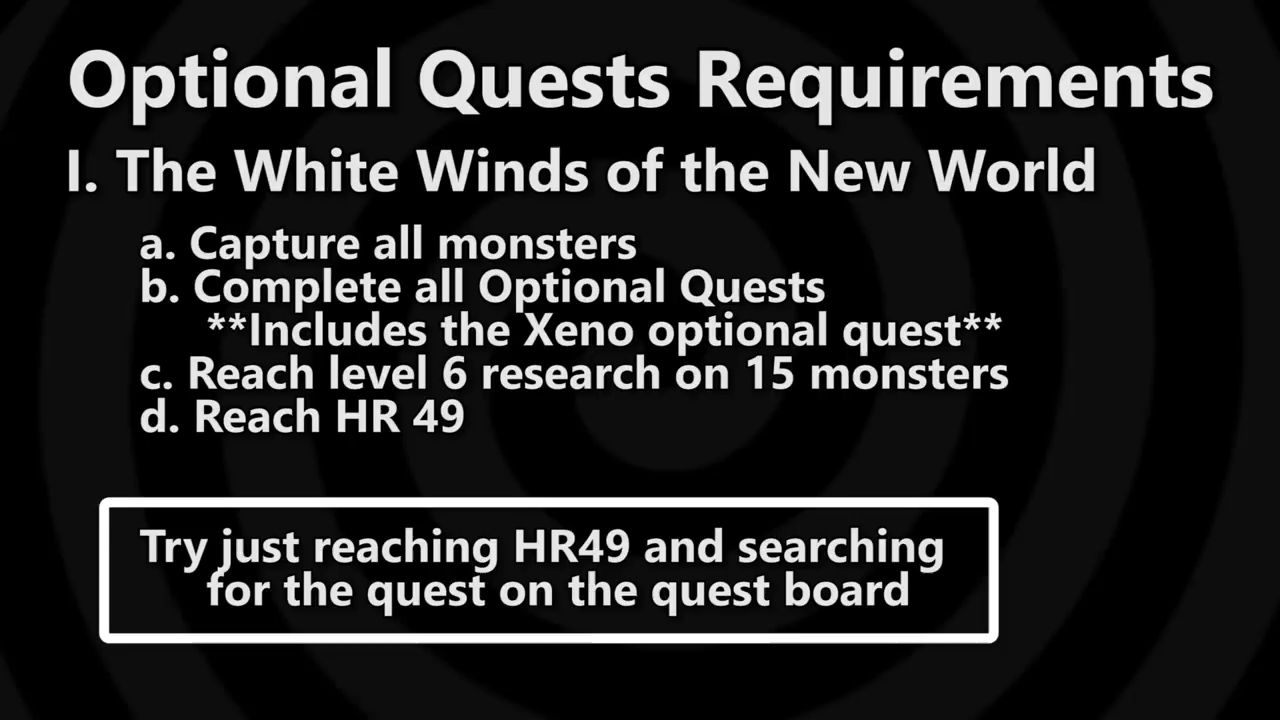 Optional Quests Requirements
I. The White Winds of the New World
a. Capture all monsters
b. Complete all Optional Quests
**Includes the Xeno optional quest**
c. Reach level 6 research on 15 monsters
d. Reach HR 49
Try just reaching HR49 and searching
for the quest on the quest board